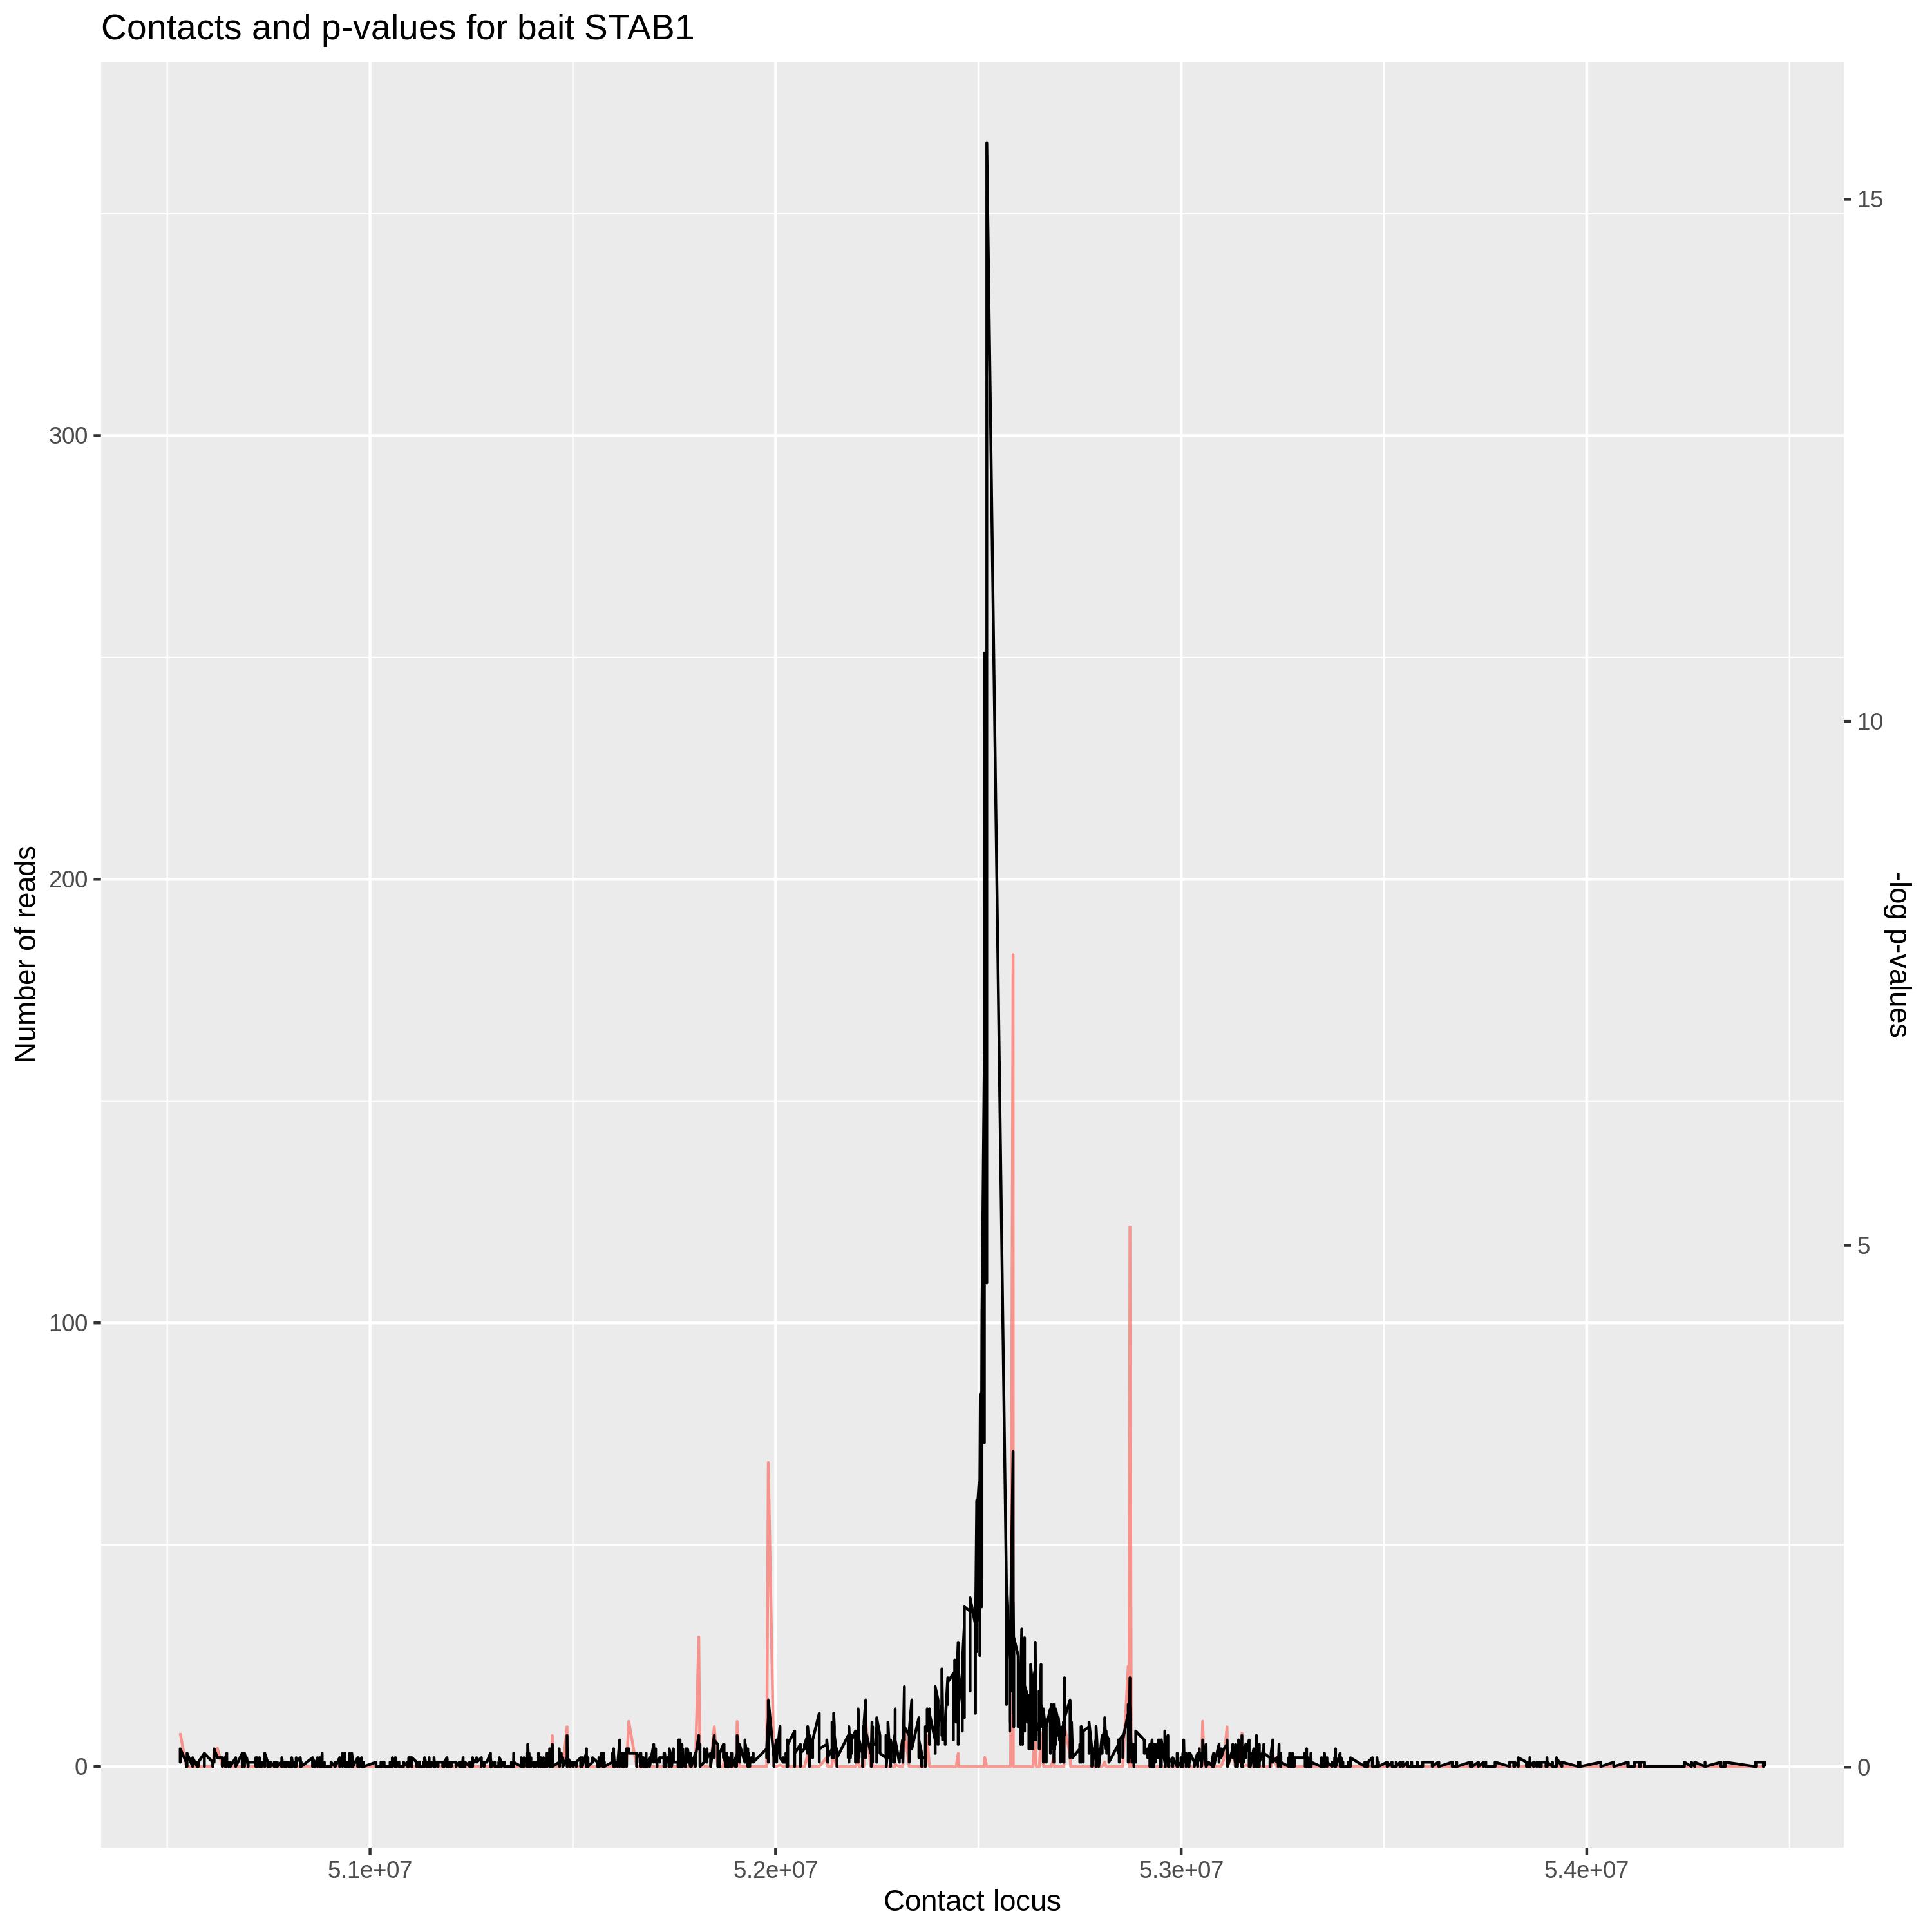 Contacts and p-values for bait STAB1
Number of reads
300
200
100
0
15
10
5
0
-log p-values
5.1e+07 5.2e+07 5.3e+07 5.4e+07
Contact locus